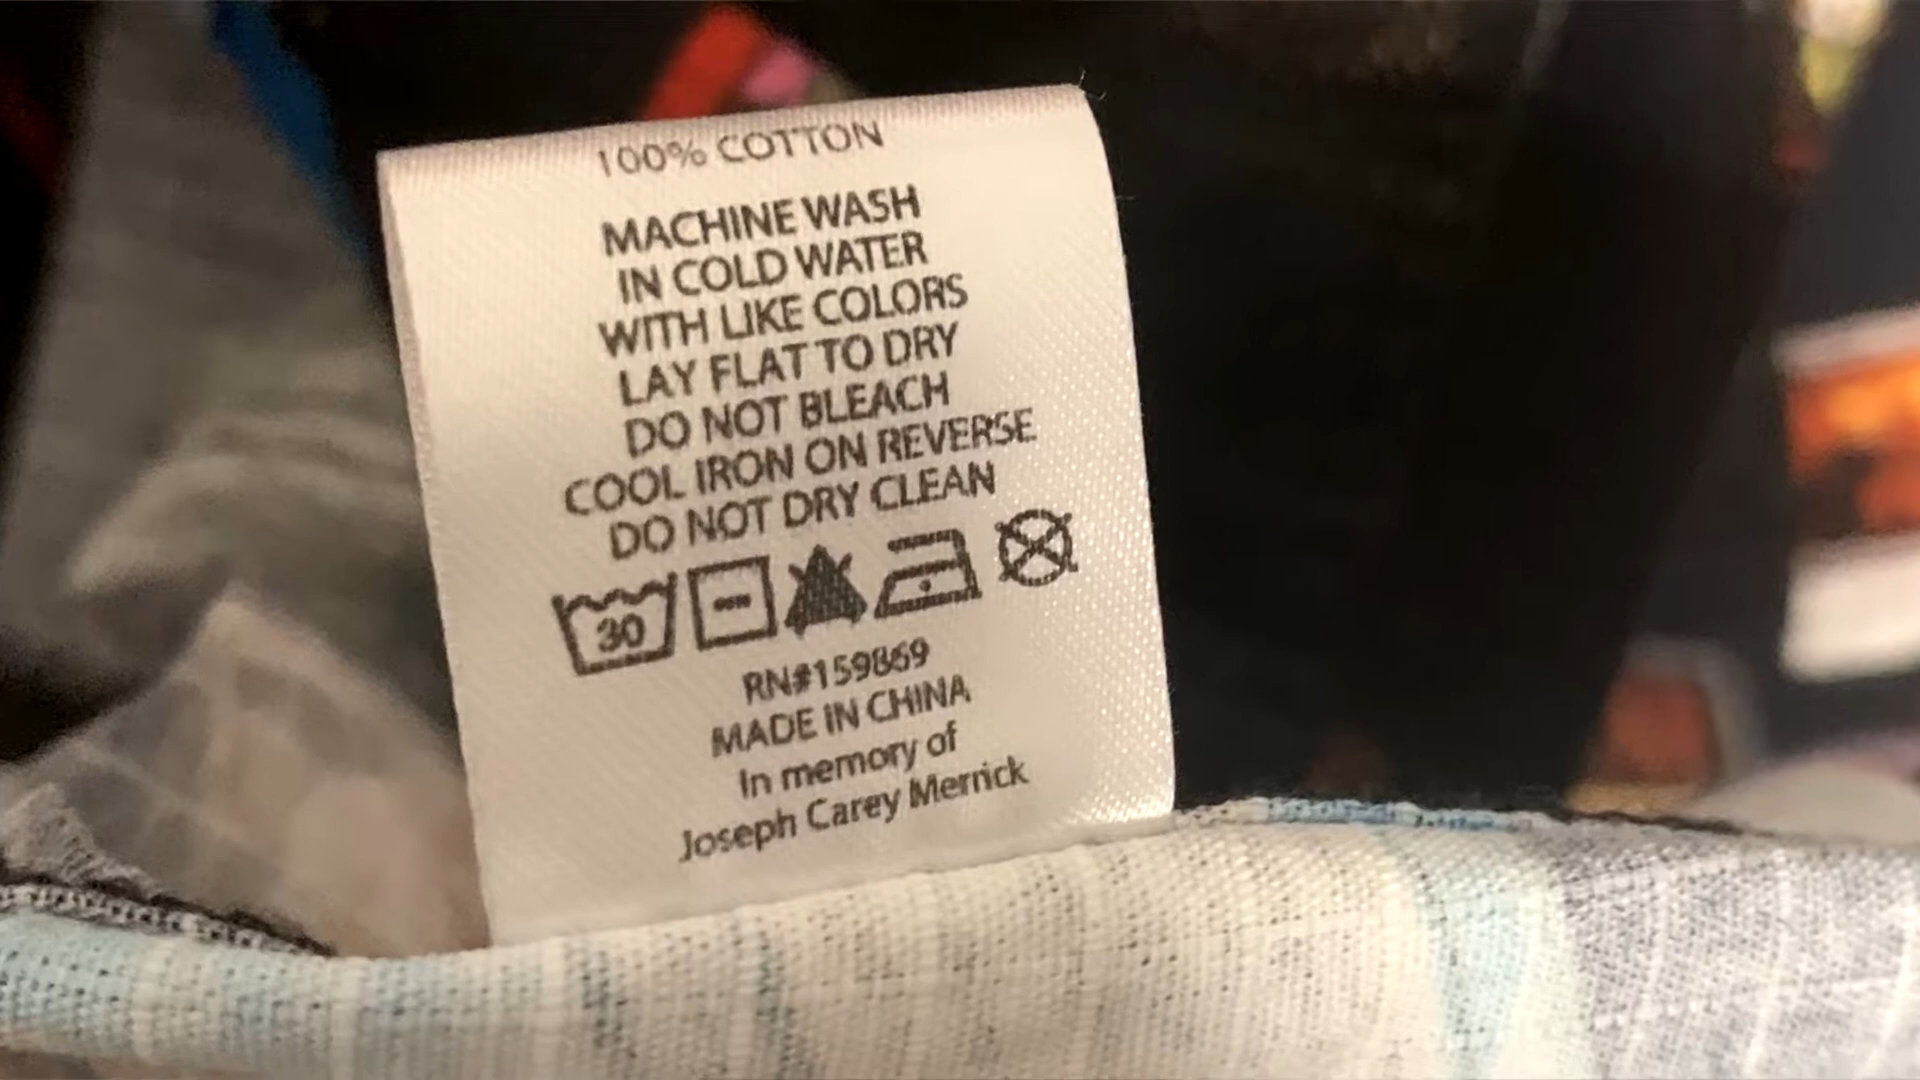 100% COTTON
MACHINE WASH
IN COLD WATER
WITH LIKE COLORS
LAY FLAT TO DRY
DO NOT BLEACH
COOL IRON ON REVERSE
DO NOT DRY CLEAN
30
RN#159869
MADE IN CHINA
In memory of
Joseph Carey Merrick